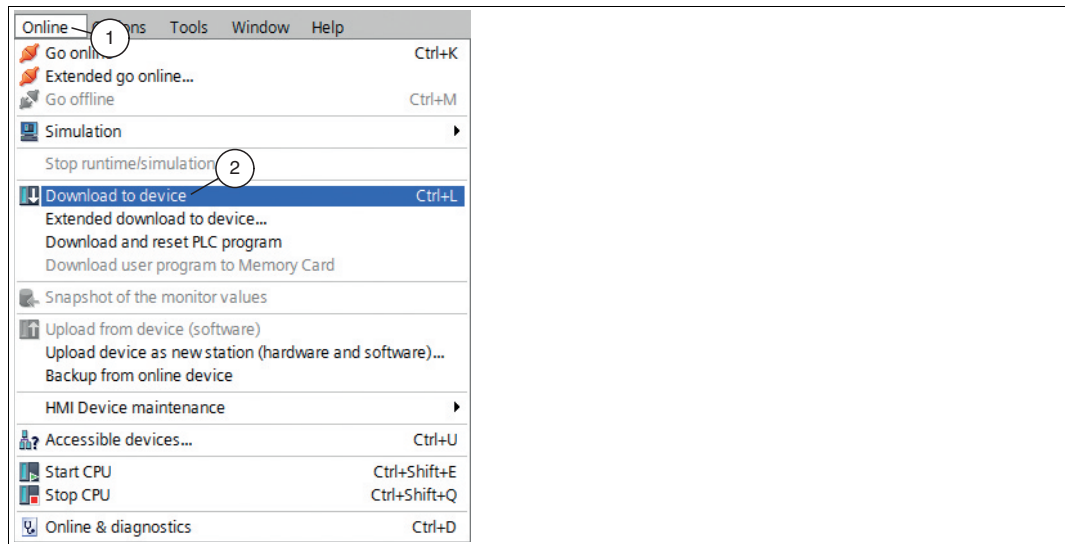 Online ons Tools Window Help
1
Go online Ctrl+K
Extended go online...
Go offline Ctrl+M
Simulation
Stop runtime/simulation
2
Download to device Ctrl+L
Extended download to device...
Download and reset PLC program
Download user program to Memory Card
Snapshot of the monitor values
Upload from device (software)
Upload device as new station (hardware and software)...
Backup from online device
HMI Device maintenance
Accessible devices... Ctrl+U
Start CPU Ctrl+Shift+E
Stop CPU Ctrl+Shift+Q
Online & diagnostics Ctrl+D